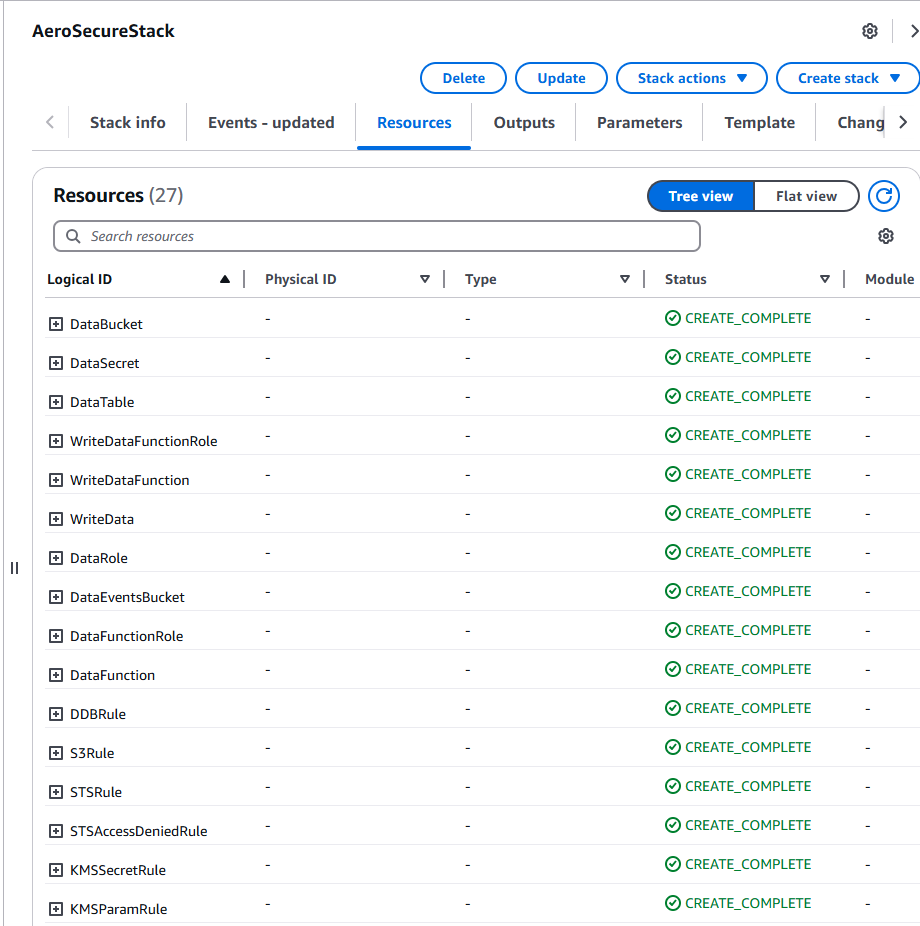 AeroSecureStack
Delete Update Stack actions Create stack
Stack info Events - updated Resources Outputs Parameters Template Chang
Resources (27) Tree view Flat view
Search resources
Logical ID Physical ID Type Status Module
DataBucket - - CREATE_COMPLETE -
DataSecret - - CREATE_COMPLETE -
DataTable - - CREATE_COMPLETE -
WriteDataFunctionRole - - CREATE_COMPLETE -
WriteDataFunction - - CREATE_COMPLETE -
WriteData - - CREATE_COMPLETE -
DataRole - - CREATE_COMPLETE -
DataEventsBucket - - CREATE_COMPLETE -
DataFunctionRole - - CREATE_COMPLETE -
DataFunction - - CREATE_COMPLETE -
DDBRule - - CREATE_COMPLETE -
S3Rule - - CREATE_COMPLETE -
STSRule - - CREATE_COMPLETE -
STSAccessDeniedRule - - CREATE_COMPLETE -
KMSSecretRule - - CREATE_COMPLETE -
KMSParamRule - - CREATE_COMPLETE -